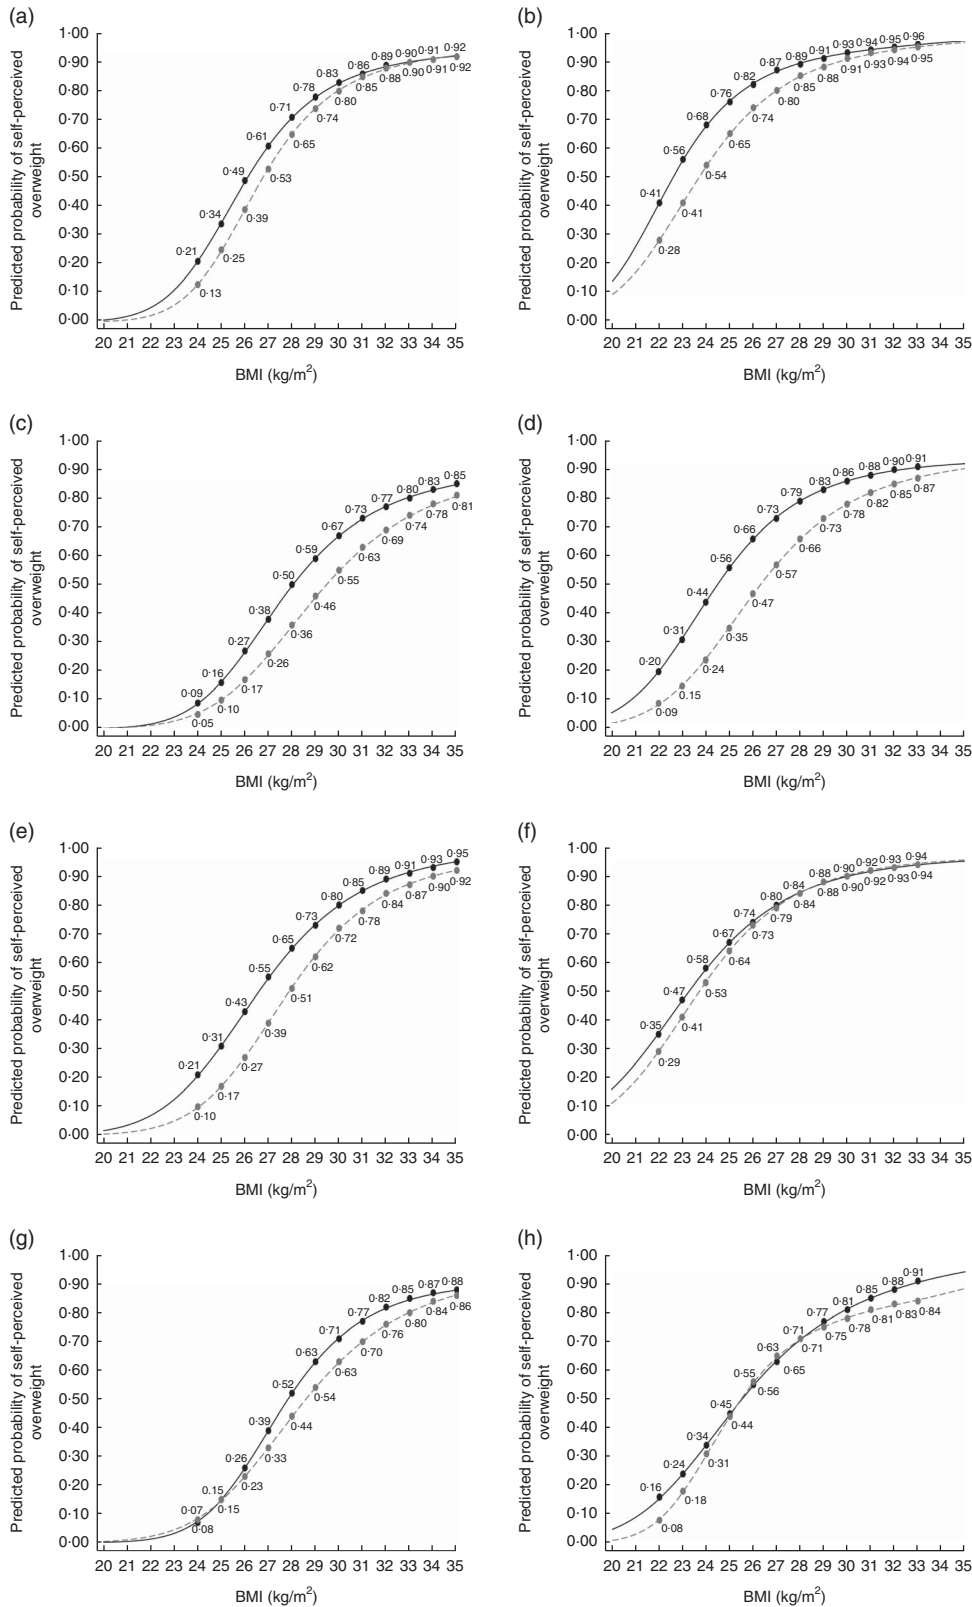 (a)
Predicted probability of self-perceived
overweight
1·00
0·90
0·80
0·70
0·60
0·50
0·40
0·30
0·20
0·10
0·00
0·21 0·34 0·49 0·61 0·71 0·78 0·83 0·86 0·89 0·90 0·91 0·92
0·13 0·25 0·39 0·53 0·65 0·74 0·80 0·85 0·88 0·90 0·91 0·92
20 21 22 23 24 25 26 27 28 29 30 31 32 33 34 35
BMI (kg/m²)
(b)
Predicted probability of self-perceived
overweight
1·00
0·90
0·80
0·70
0·60
0·50
0·40
0·30
0·20
0·10
0·00
0·41 0·56 0·68 0·76 0·82 0·87 0·89 0·91 0·93 0·94 0·95 0·96
0·28 0·41 0·54 0·65 0·74 0·80 0·85 0·88 0·91 0·93 0·94 0·95
20 21 22 23 24 25 26 27 28 29 30 31 32 33 34 35
BMI (kg/m²)
(c)
Predicted probability of self-perceived
overweight
1·00
0·90
0·80
0·70
0·60
0·50
0·40
0·30
0·20
0·10
0·00
0·09 0·16 0·27 0·38 0·50 0·59 0·67 0·73 0·77 0·80 0·83 0·85
0·05 0·10 0·17 0·26 0·36 0·46 0·55 0·63 0·69 0·74 0·78 0·81
20 21 22 23 24 25 26 27 28 29 30 31 32 33 34 35
BMI (kg/m²)
(d)
Predicted probability of self-perceived
overweight
1·00
0·90
0·80
0·70
0·60
0·50
0·40
0·30
0·20
0·10
0·00
0·20 0·31 0·44 0·56 0·66 0·73 0·79 0·83 0·86 0·88 0·90 0·91
0·09 0·15 0·24 0·35 0·47 0·57 0·66 0·73 0·78 0·82 0·85 0·87
20 21 22 23 24 25 26 27 28 29 30 31 32 33 34 35
BMI (kg/m²)
(e)
Predicted probability of self-perceived
overweight
1·00
0·90
0·80
0·70
0·60
0·50
0·40
0·30
0·20
0·10
0·00
0·21 0·31 0·43 0·55 0·65 0·73 0·80 0·85 0·89 0·91 0·93 0·95
0·10 0·17 0·27 0·39 0·51 0·62 0·72 0·78 0·84 0·87 0·90 0·92
20 21 22 23 24 25 26 27 28 29 30 31 32 33 34 35
BMI (kg/m²)
(f)
Predicted probability of self-perceived
overweight
1·00
0·90
0·80
0·70
0·60
0·50
0·40
0·30
0·20
0·10
0·00
0·35 0·47 0·58 0·67 0·74 0·80 0·84 0·88 0·90 0·92 0·93 0·94
0·29 0·41 0·53 0·64 0·73 0·79 0·84 0·88 0·90 0·92 0·93 0·94
20 21 22 23 24 25 26 27 28 29 30 31 32 33 34 35
BMI (kg/m²)
(g)
Predicted probability of self-perceived
overweight
1·00
0·90
0·80
0·70
0·60
0·50
0·40
0·30
0·20
0·10
0·00
0·07 0·15 0·26 0·39 0·52 0·63 0·71 0·77 0·82 0·85 0·87 0·88
0·08 0·15 0·23 0·33 0·44 0·54 0·63 0·70 0·76 0·80 0·84 0·86
20 21 22 23 24 25 26 27 28 29 30 31 32 33 34 35
BMI (kg/m²)
(h)
Predicted probability of self-perceived
overweight
1·00
0·90
0·80
0·70
0·60
0·50
0·40
0·30
0·20
0·10
0·00
0·16 0·24 0·34 0·45 0·55 0·63 0·71 0·77 0·81 0·85 0·88 0·91
0·08 0·18 0·31 0·44 0·56 0·65 0·71 0·75 0·78 0·81 0·83 0·84
20 21 22 23 24 25 26 27 28 29 30 31 32 33 34 35
BMI (kg/m²)